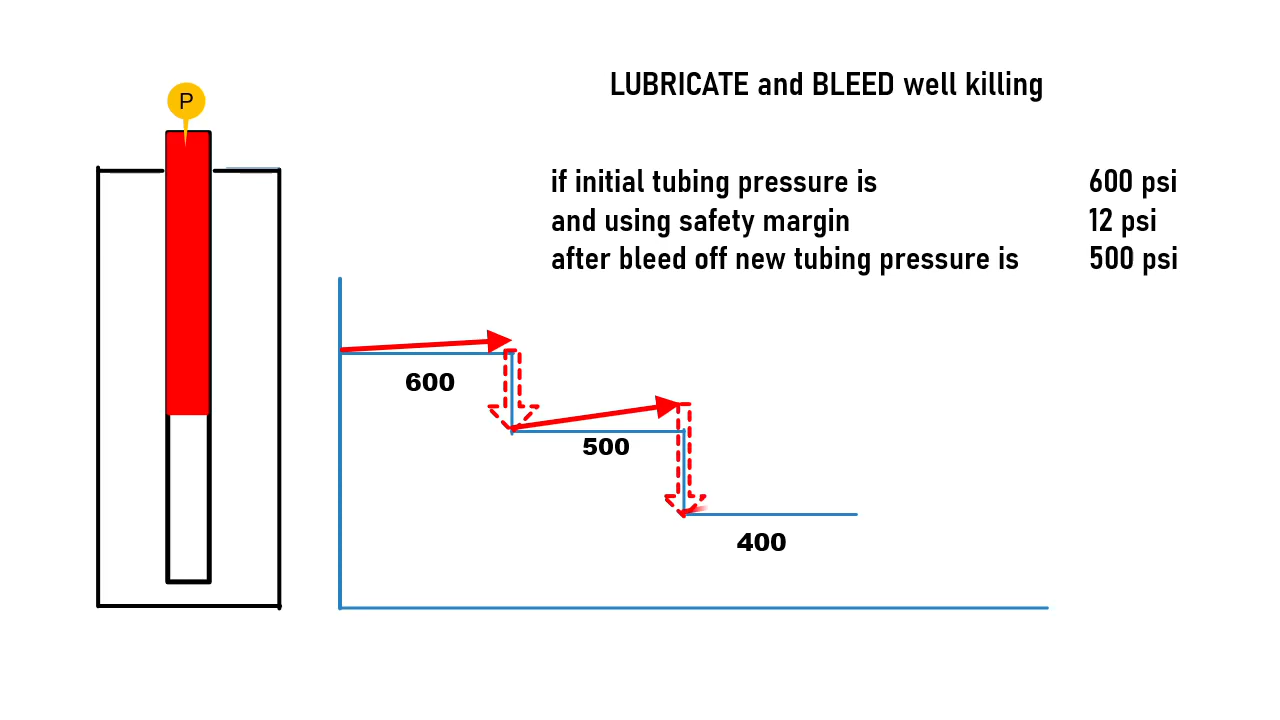 LUBRICATE and BLEED well killing
P
if initial tubing pressure is 600 psi
and using safety margin 12 psi
after bleed off new tubing pressure is 500 psi
600
500
400